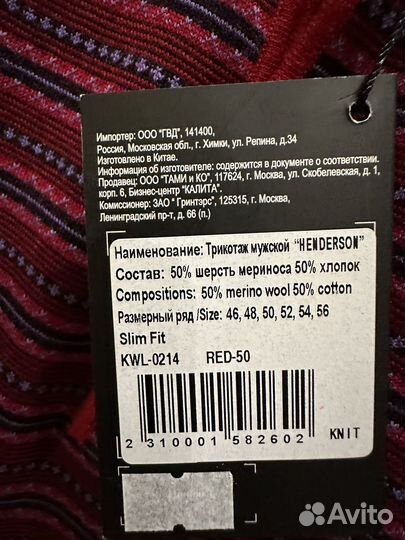 Импортер: ООО "ГВД", 141400,
Россия, Московская обл., г. Химки, ул. Репина, д.34
Изготовлено в Китае.
Информация об изготовителе: содержится в документе о соответствии.
Продавец: ООО "ТАМИ и КО", 117624, г. Москва, ул. Скобелевская, д. 1,
корп. 6, Бизнес-центр "КАЛИТА".
Комиссионер: ЗАО " Гринтэрс", 125315, г. Москва,
Ленинградский пр-т, д. 66 (п.)
Наименование: Трикотаж мужской "HENDERSON"
Состав: 50% шерсть мериноса 50% хлопок
Compositions: 50% merino wool 50% cotton
Размерный ряд /Size: 46, 48, 50, 52, 54, 56
Slim Fit
KWL-0214 RED-50
2 310001 582602
KNIT
Avito